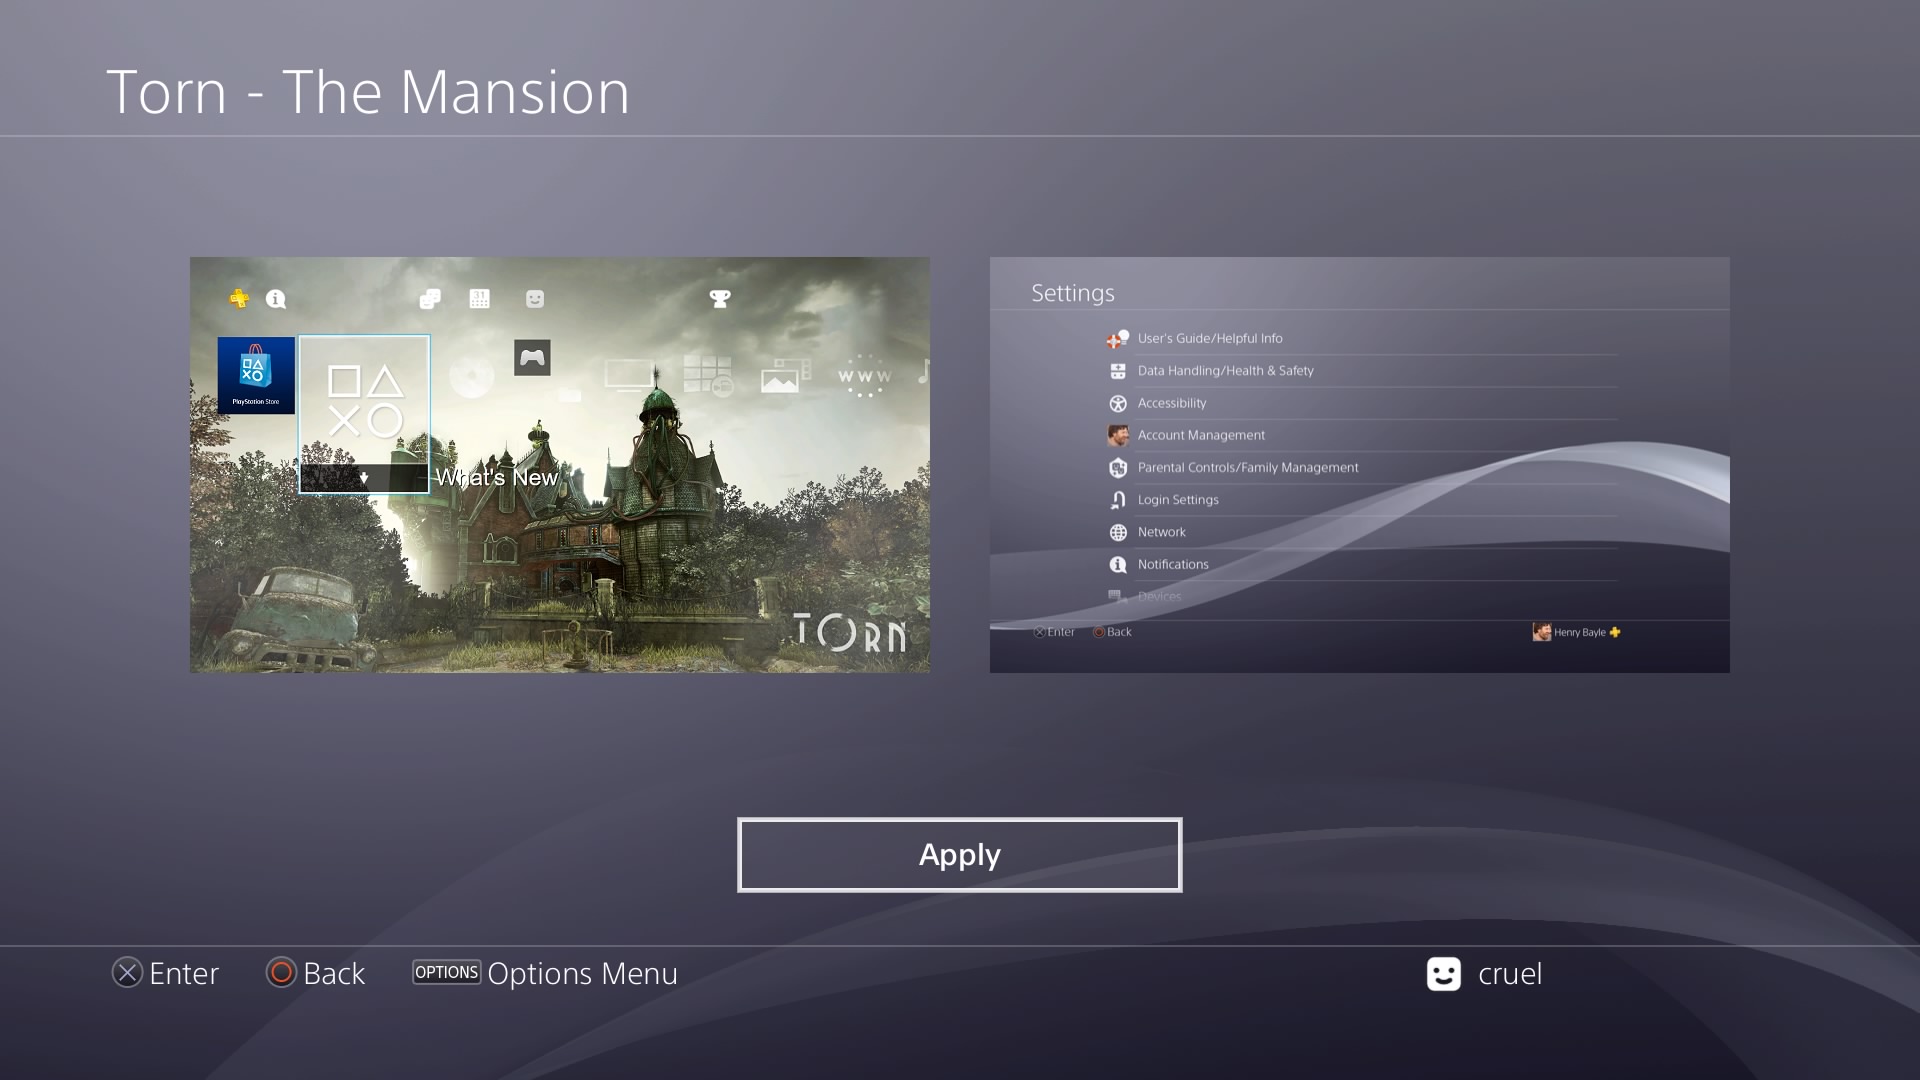 Torn - The Mansion
31
PlayStation Store
WWW
What's New
TORN
Settings
User's Guide/Helpful Info
Data Handling/Health & Safety
Accessibility
Account Management
Parental Controls/Family Management
Login Settings
Network
Notifications
Devices
Enter Back Henry Bayle
Apply
Enter Back OPTIONS Options Menu cruel